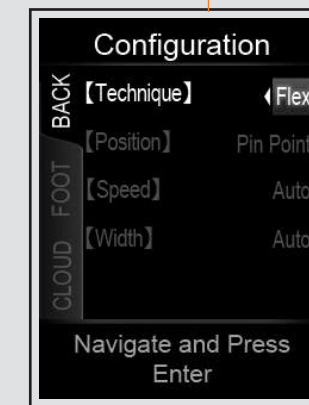 Configuration
BACK
FOOT
CLOUD
【Technique】 Flex
【Position】 Pin Point
【Speed】 Auto
【Width】 Auto
Navigate and Press
Enter